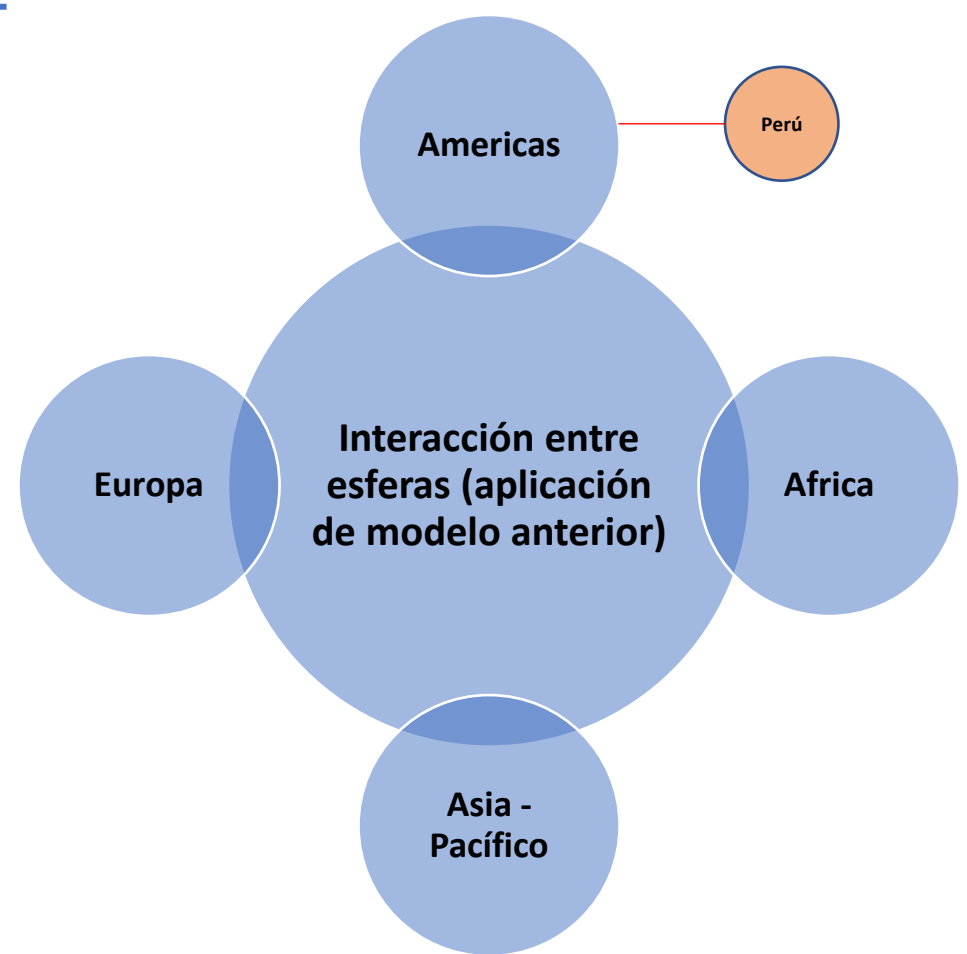 Americas
Perú
Europa
Interacción entre
esferas (aplicación
de modelo anterior)
Africa
Asia -
Pacífico